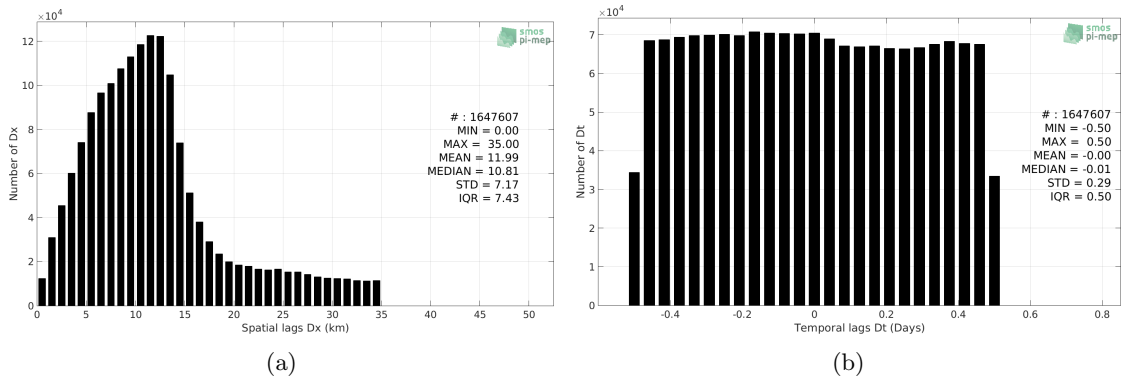 ×10⁴
smos
pi-mep
12
10
8
6
4
2
0
Number of Dx
# : 1647607
MIN = 0.00
MAX = 35.00
MEAN = 11.99
MEDIAN = 10.81
STD = 7.17
IQR = 7.43
0 5 10 15 20 25 30 35 40 45 50
Spatial lags Dx (km)
(a)
×10⁴
smos
pi-mep
7
6
5
4
3
2
1
0
Number of Dt
# : 1647607
MIN = -0.50
MAX = 0.50
MEAN = -0.00
MEDIAN = -0.01
STD = 0.29
IQR = 0.50
-0.4 -0.2 0 0.2 0.4 0.6 0.8
Temporal lags Dt (Days)
(b)